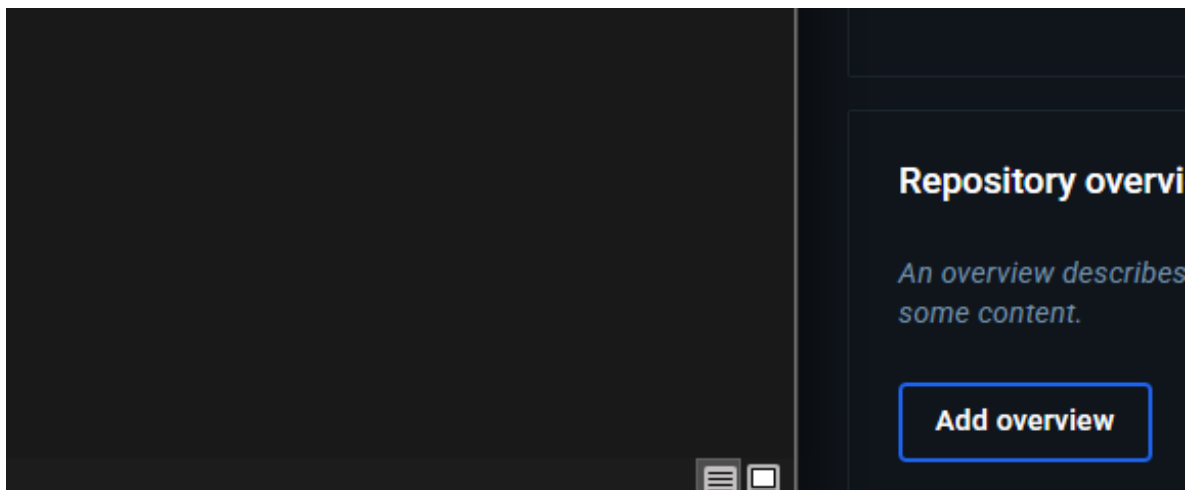 Repository overvi
An overview describes
some content.
Add overview